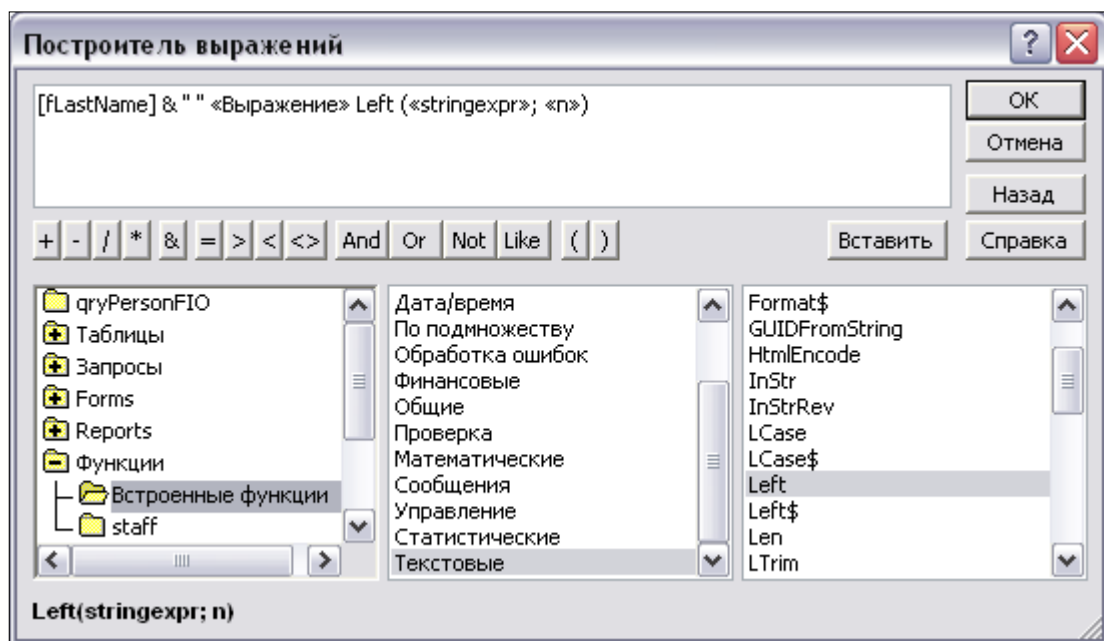 Построитель выражений
[fLastName] & " " «Выражение» Left («stringexpr»; «n»)
OK
Отмена
Назад
+ - / * & = > < <> And Or Not Like ( )
Вставить
Справка
qryPersonFIO
Таблицы
Запросы
Forms
Reports
Функции
Встроенные функции
staff
Дата/время
По подмножеству
Обработка ошибок
Финансовые
Общие
Проверка
Математические
Сообщения
Управление
Статистические
Текстовые
Format$
GUIDFromString
HtmlEncode
InStr
InStrRev
LCase
LCase$
Left
Left$
Len
LTrim
Left(stringexpr; n)